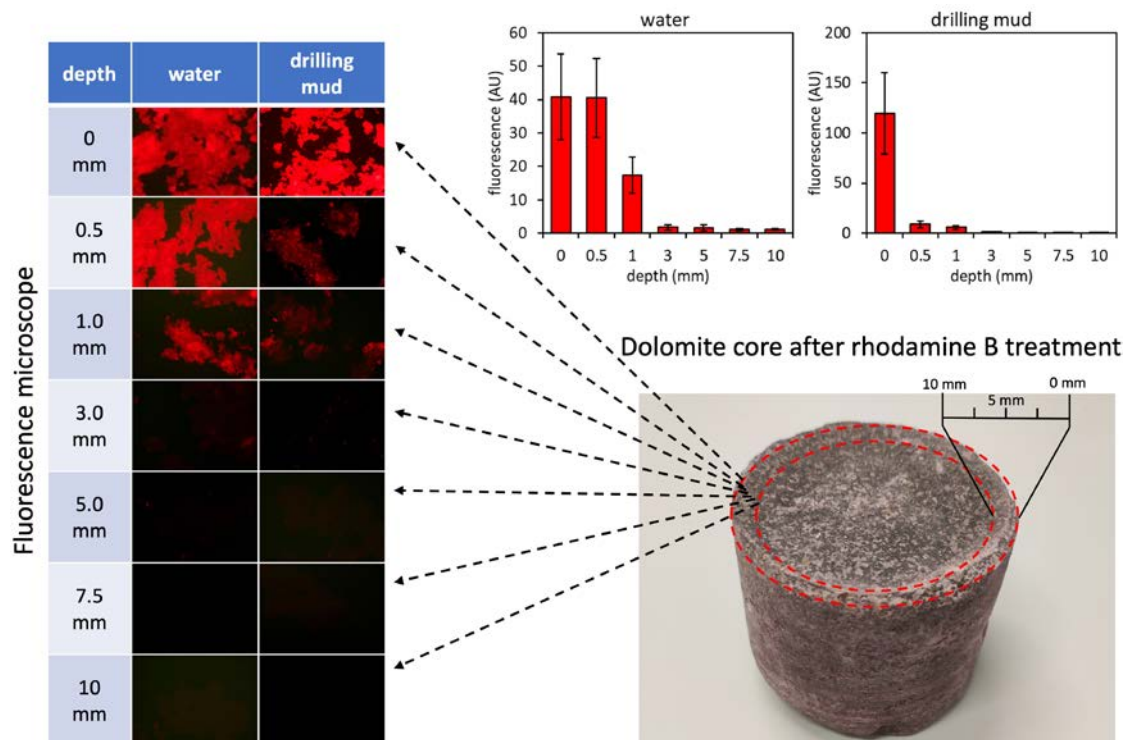 Fluorescence microscope
depth water drilling
mud
0
mm
0.5
mm
1.0
mm
3.0
mm
5.0
mm
7.5
mm
10
mm
water
fluorescence (AU)
60
50
40
30
20
10
0
0 0.5 1 3 5 7.5 10
depth (mm)
drilling mud
fluorescence (AU)
200
150
100
50
0
0 0.5 1 3 5 7.5 10
depth (mm)
Dolomite core after rhodamine B treatment
10 mm 0 mm
5 mm